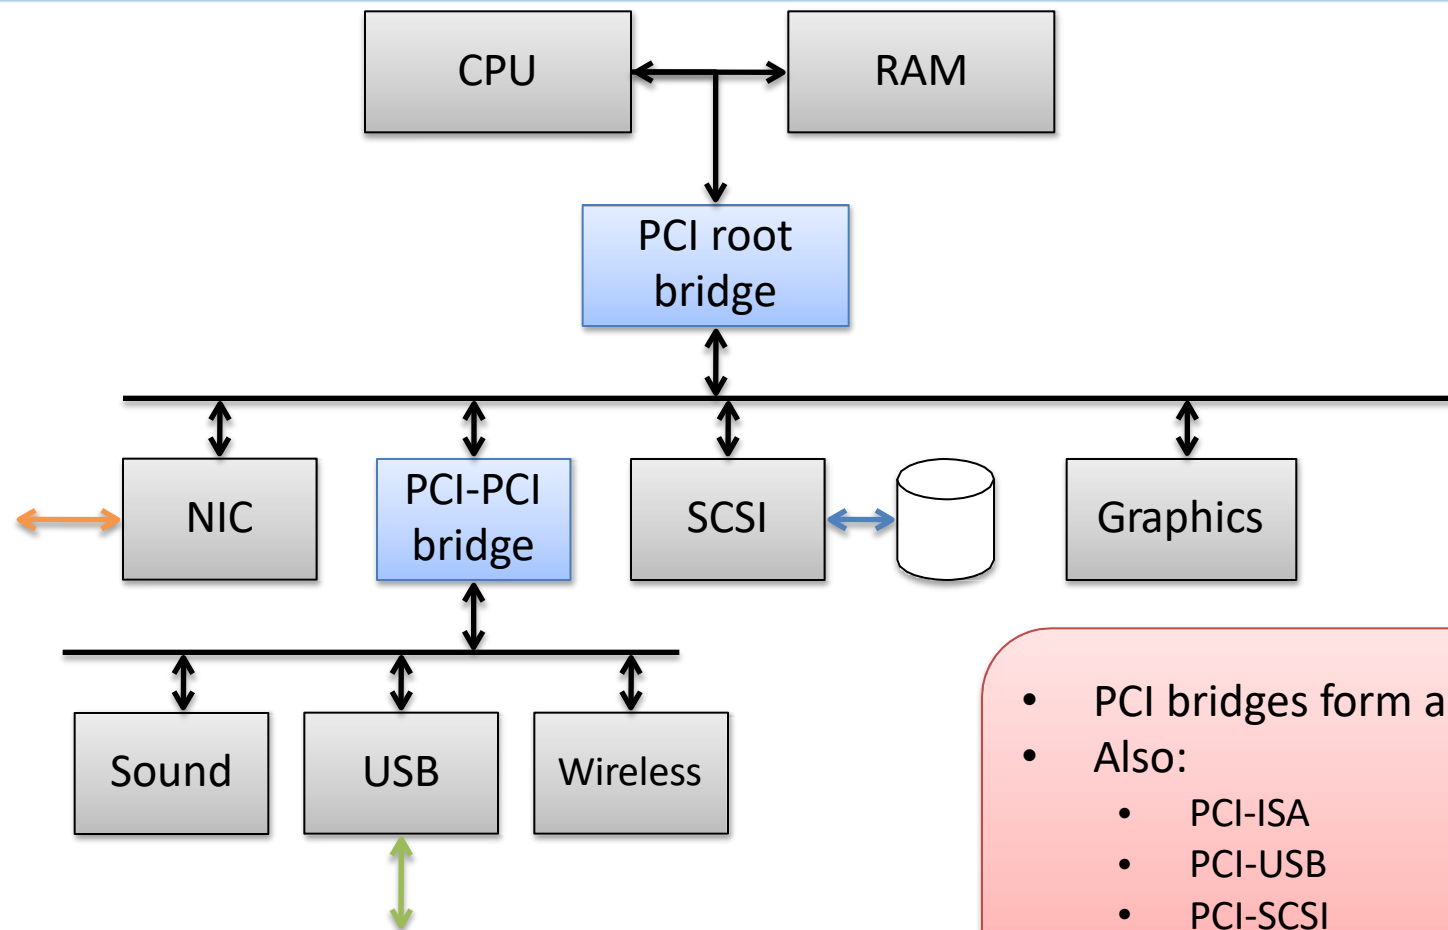 CPU
RAM
PCI root
bridge
NIC
PCI-PCI
bridge
SCSI
Graphics
Sound
USB
Wireless
• PCI bridges form a
• Also:
• PCI-ISA
• PCI-USB
• PCI-SCSI